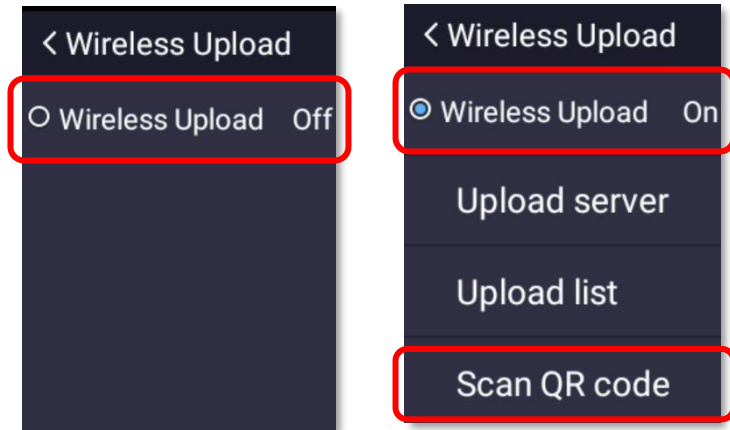 < Wireless Upload
Wireless Upload Off
< Wireless Upload
Wireless Upload On
Upload server
Upload list
Scan QR code